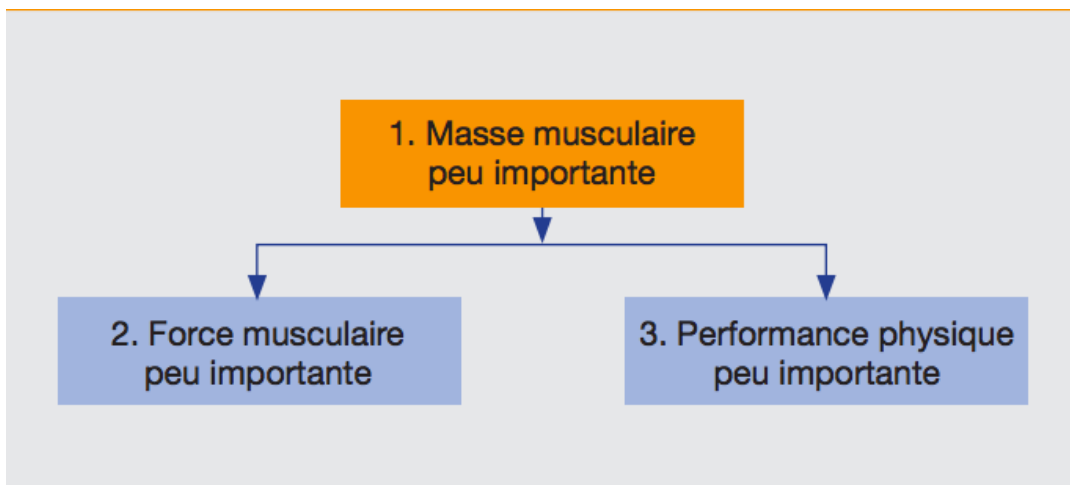 1. Masse musculaire
peu importante
2. Force musculaire
peu importante
3. Performance physique
peu importante